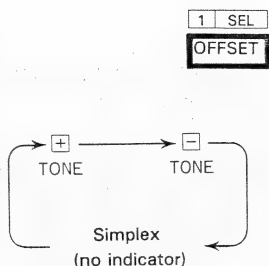 1 SEL
OFFSET
+ −
TONE TONE
Simplex
(no indicator)